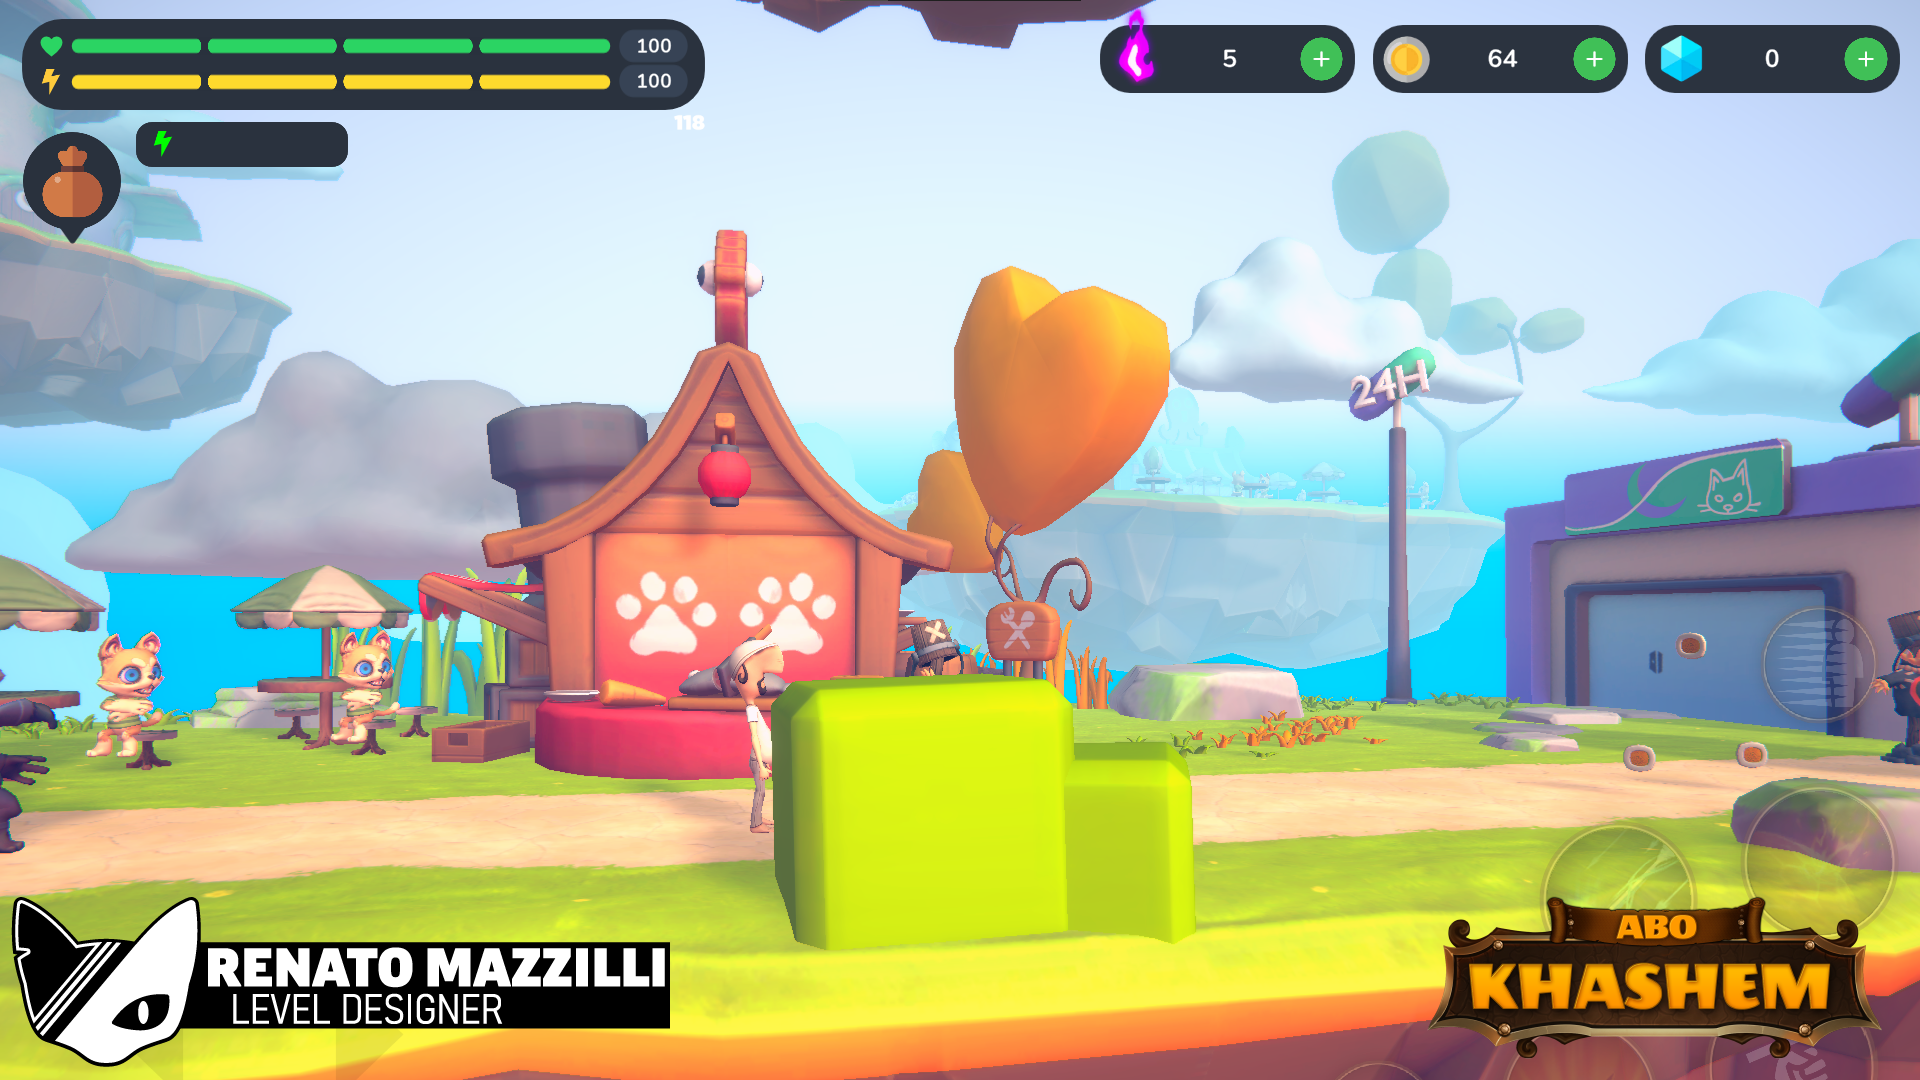 100
100
118
5
64
0
24H
RENATO MAZZILLI
LEVEL DESIGNER
ABO
KHASHEM